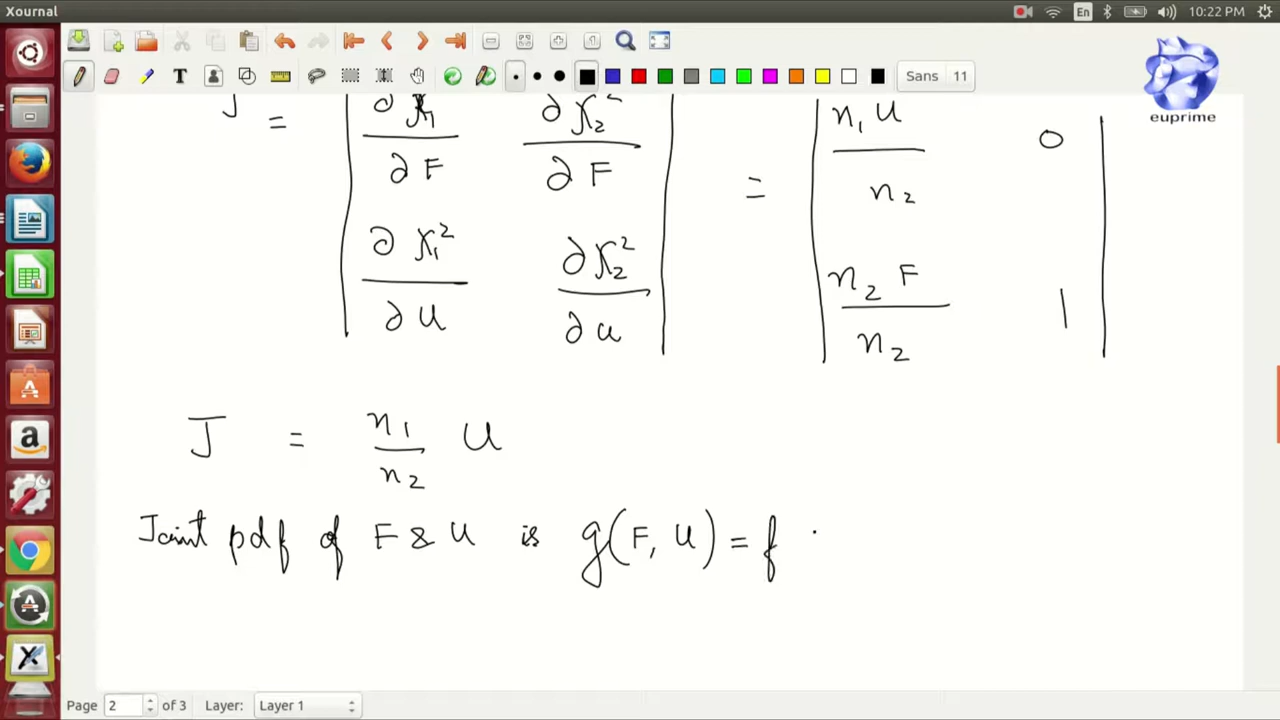 Xournal
En
10:22 PM
Sans 11
euprime
J = | ∂χ₁² / ∂F   ∂χ₂² / ∂F | = | n₁U / n₂   0 |
| ∂χ₁² / ∂U   ∂χ₂² / ∂u |   | n₂F / n₂   1 |
J = n₁ / n₂ U
Joint pdf of F & U is g(F, U) = f
Page 2 of 3 Layer: Layer 1